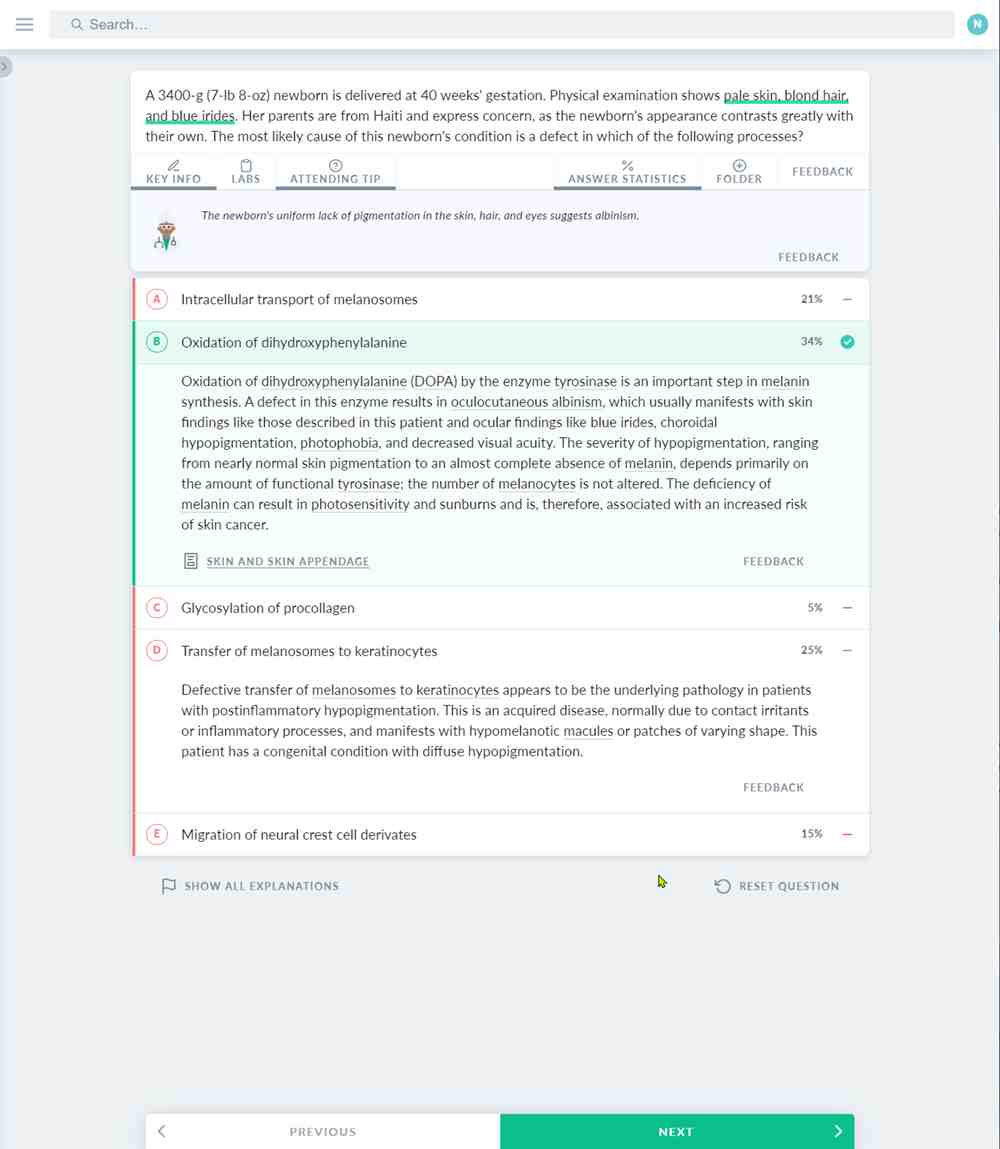 Search...
N
A 3400-g (7-lb 8-oz) newborn is delivered at 40 weeks' gestation. Physical examination shows pale skin, blond hair,
and blue irides. Her parents are from Haiti and express concern, as the newborn's appearance contrasts greatly with
their own. The most likely cause of this newborn's condition is a defect in which of the following processes?
KEY INFO LABS ATTENDING TIP ANSWER STATISTICS FOLDER FEEDBACK
The newborn's uniform lack of pigmentation in the skin, hair, and eyes suggests albinism.
FEEDBACK
A Intracellular transport of melanosomes 21% –
B Oxidation of dihydroxyphenylalanine 34%
Oxidation of dihydroxyphenylalanine (DOPA) by the enzyme tyrosinase is an important step in melanin
synthesis. A defect in this enzyme results in oculocutaneous albinism, which usually manifests with skin
findings like those described in this patient and ocular findings like blue irides, choroidal
hypopigmentation, photophobia, and decreased visual acuity. The severity of hypopigmentation, ranging
from nearly normal skin pigmentation to an almost complete absence of melanin, depends primarily on
the amount of functional tyrosinase; the number of melanocytes is not altered. The deficiency of
melanin can result in photosensitivity and sunburns and is, therefore, associated with an increased risk
of skin cancer.
SKIN AND SKIN APPENDAGE FEEDBACK
C Glycosylation of procollagen 5% –
D Transfer of melanosomes to keratinocytes 25% –
Defective transfer of melanosomes to keratinocytes appears to be the underlying pathology in patients
with postinflammatory hypopigmentation. This is an acquired disease, normally due to contact irritants
or inflammatory processes, and manifests with hypomelanotic macules or patches of varying shape. This
patient has a congenital condition with diffuse hypopigmentation.
FEEDBACK
E Migration of neural crest cell derivates 15% –
SHOW ALL EXPLANATIONS RESET QUESTION
PREVIOUS NEXT